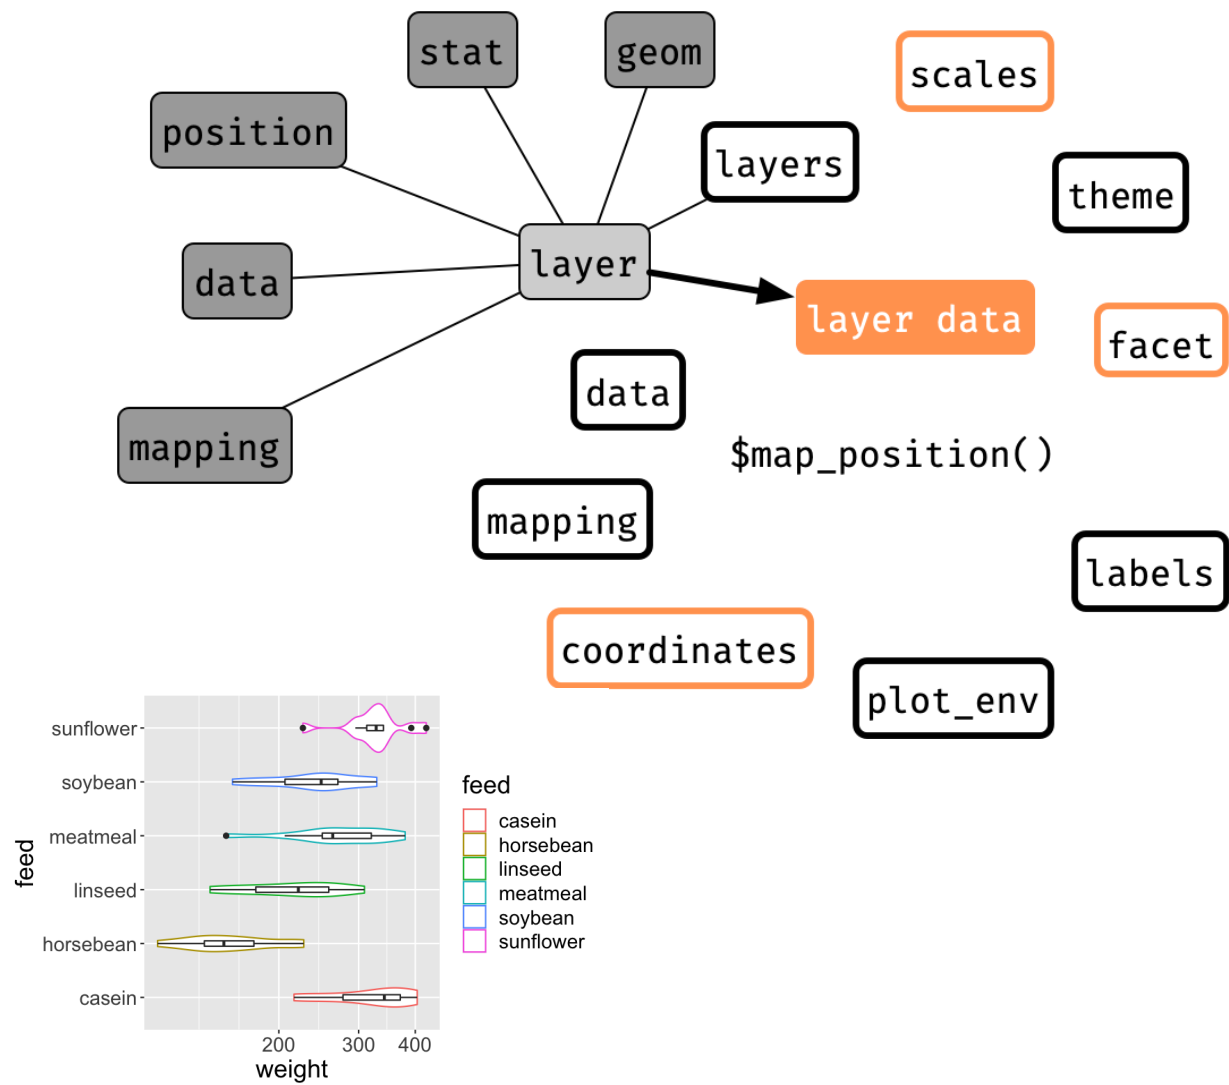 stat
geom
scales
position
layers
theme
layer
data
layer data
facet
data
mapping
$map_position()
mapping
labels
coordinates
plot_env
sunflower
soybean
meatmeal
linseed
horsebean
casein
feed
200 300 400
weight
feed
casein
horsebean
linseed
meatmeal
soybean
sunflower